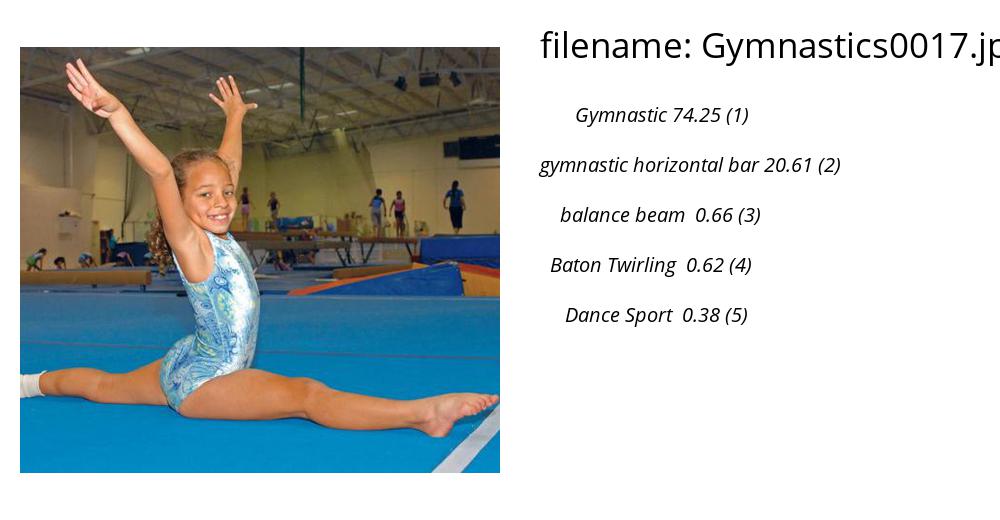 filename: Gymnastics0017.jp
Gymnastic 74.25 (1)
gymnastic horizontal bar 20.61 (2)
balance beam 0.66 (3)
Baton Twirling 0.62 (4)
Dance Sport 0.38 (5)